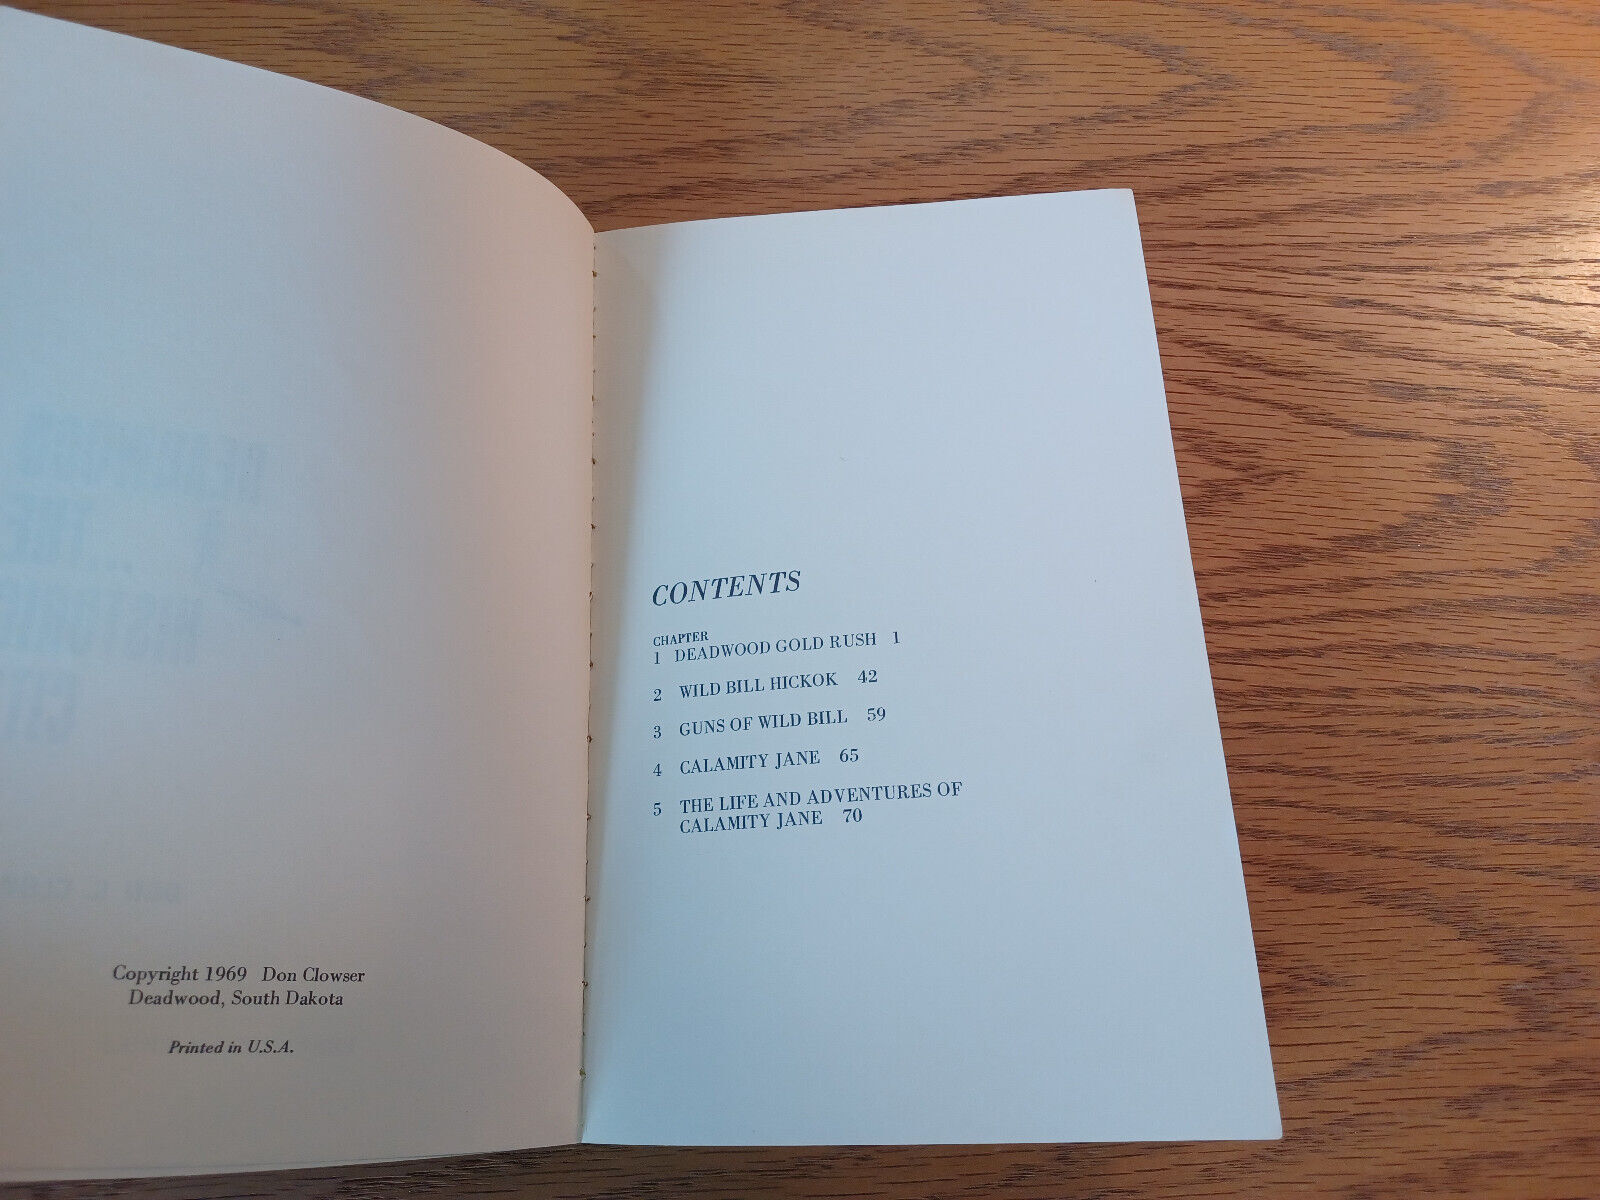 Copyright 1969 Don Clowser
Deadwood, South Dakota
Printed in U.S.A.
CONTENTS
CHAPTER
1 DEADWOOD GOLD RUSH 1
2 WILD BILL HICKOK 42
3 GUNS OF WILD BILL 59
4 CALAMITY JANE 65
5 THE LIFE AND ADVENTURES OF
CALAMITY JANE 70